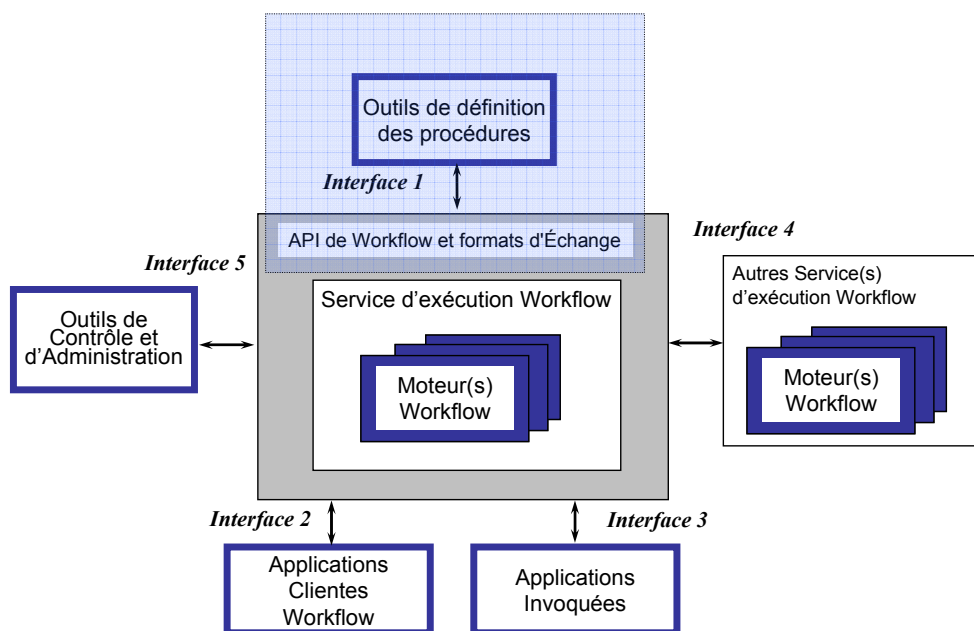 Outils de définition
des procédures
Interface 1
API de Workflow et formats d'Échange
Interface 4
Interface 5
Autres Service(s)
d'exécution Workflow
Service d’exécution Workflow
Outils de
Contrôle et
d’Administration
Moteur(s)
Workflow
Moteur(s)
Workflow
Interface 2
Interface 3
Applications
Clientes
Workflow
Applications
Invoquées